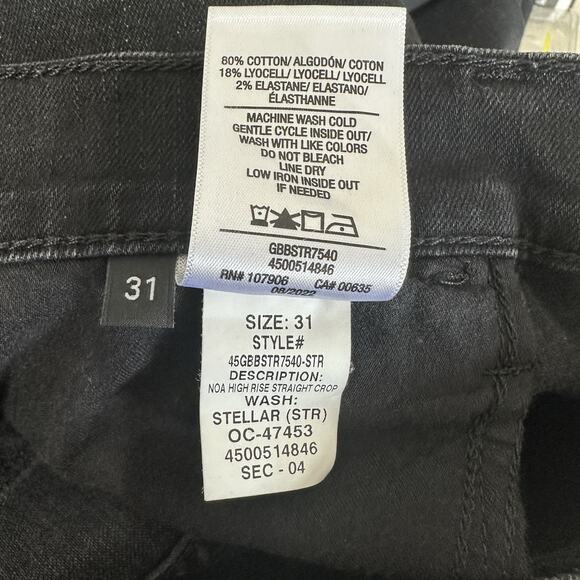 80% COTTON/ ALGODÓN/ COTON
18% LYOCELL/ LYOCELL/ LYOCELL
2% ELASTANE/ ELASTANO/
ÉLASTHANNE
MACHINE WASH COLD
GENTLE CYCLE INSIDE OUT/
WASH WITH LIKE COLORS
DO NOT BLEACH
LINE DRY
LOW IRON INSIDE OUT
IF NEEDED
GBBSTR7540
4500514846
RN# 107906 CA# 00635
08/2022
31
SIZE: 31
STYLE#
45GBBSTR7540-STR
DESCRIPTION:
NOA HIGH RISE STRAIGHT CROP
WASH:
STELLAR (STR)
OC-47453
4500514846
SEC - 04